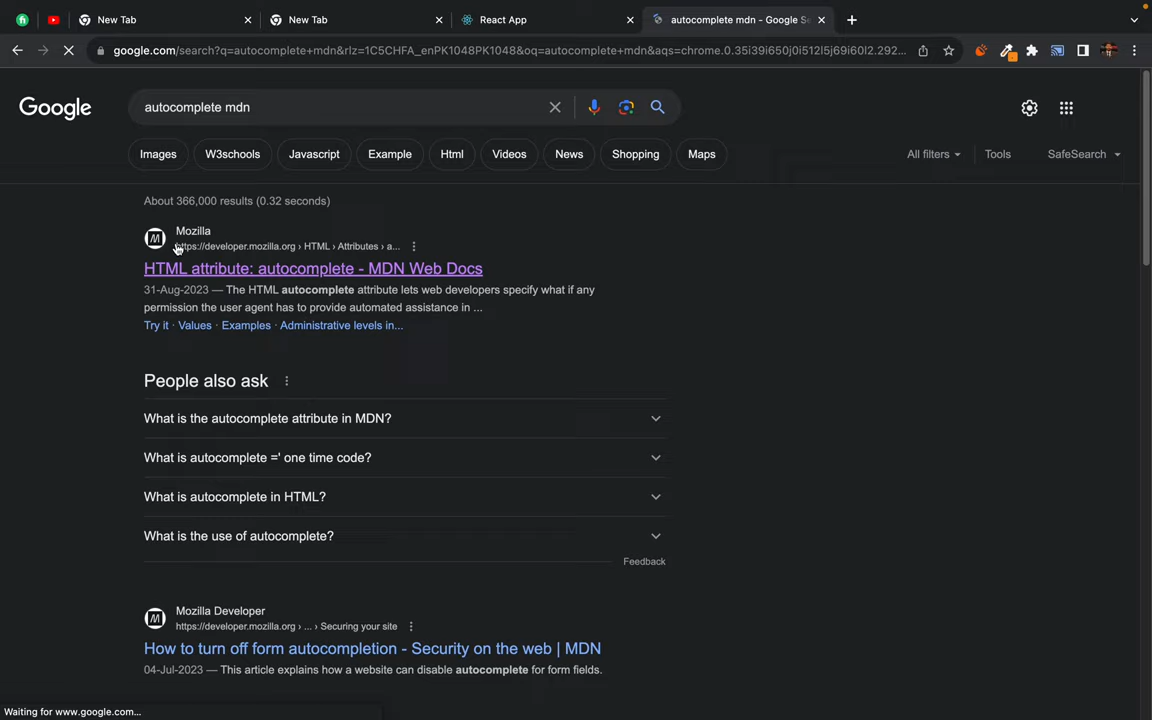 New Tab
New Tab
React App
autocomplete mdn - Google Se
google.com/search?q=autocomplete+mdn&rlz=1C5CHFA_enPK1048PK1048&oq=autocomplete+mdn&aqs=chrome.0.35i39i650j0i512l5j69i60l2.292...
Google
autocomplete mdn
Images
W3schools
Javascript
Example
Html
Videos
News
Shopping
Maps
All filters
Tools
SafeSearch
About 366,000 results (0.32 seconds)
Mozilla
https://developer.mozilla.org › HTML › Attributes › a...
HTML attribute: autocomplete - MDN Web Docs
31-Aug-2023 — The HTML autocomplete attribute lets web developers specify what if any
permission the user agent has to provide automated assistance in ...
Try it · Values · Examples · Administrative levels in...
People also ask
What is the autocomplete attribute in MDN?
What is autocomplete =' one time code?
What is autocomplete in HTML?
What is the use of autocomplete?
Feedback
Mozilla Developer
https://developer.mozilla.org › ... › Securing your site
How to turn off form autocompletion - Security on the web | MDN
04-Jul-2023 — This article explains how a website can disable autocomplete for form fields.
Waiting for www.google.com...